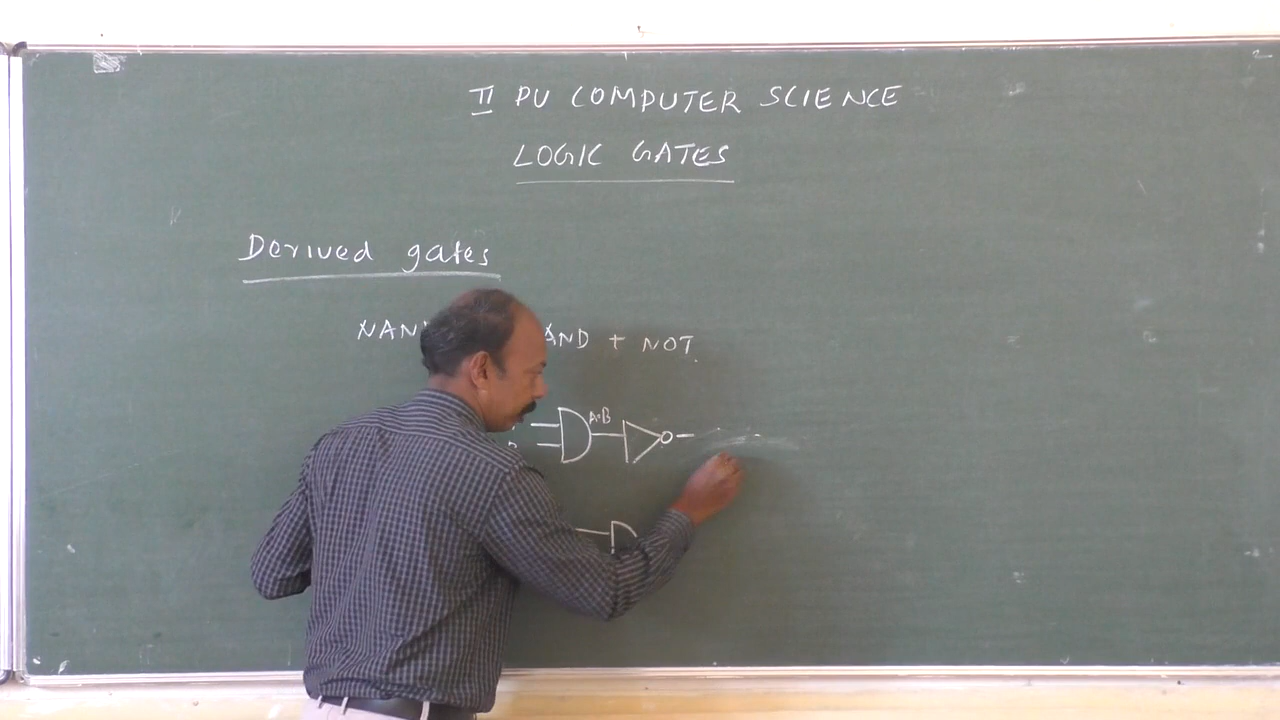 II PU COMPUTER SCIENCE
LOGIC GATES
Derived gates
AND + NOT
A·B